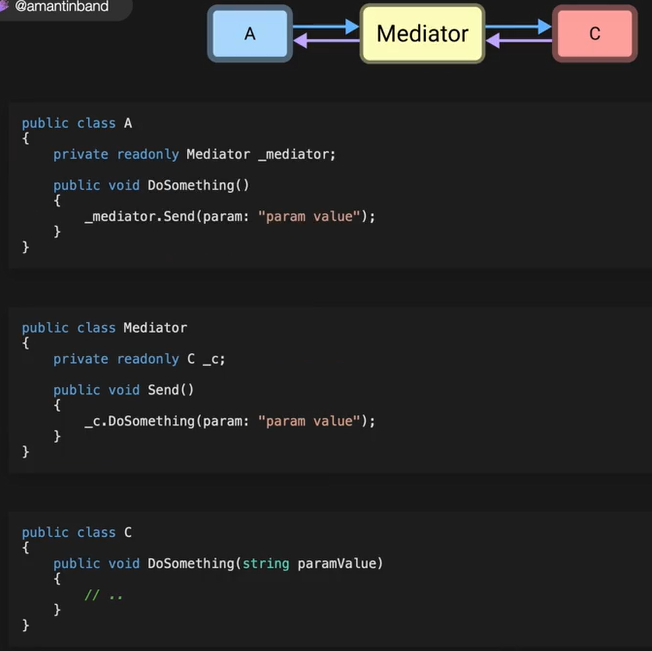 @amantinband
A
Mediator
C
public class A
{
    private readonly Mediator _mediator;

    public void DoSomething()
    {
        _mediator.Send(param: "param value");
    }
}
public class Mediator
{
    private readonly C _c;

    public void Send()
    {
        _c.DoSomething(param: "param value");
    }
}
public class C
{
    public void DoSomething(string paramValue)
    {
        // ..
    }
}